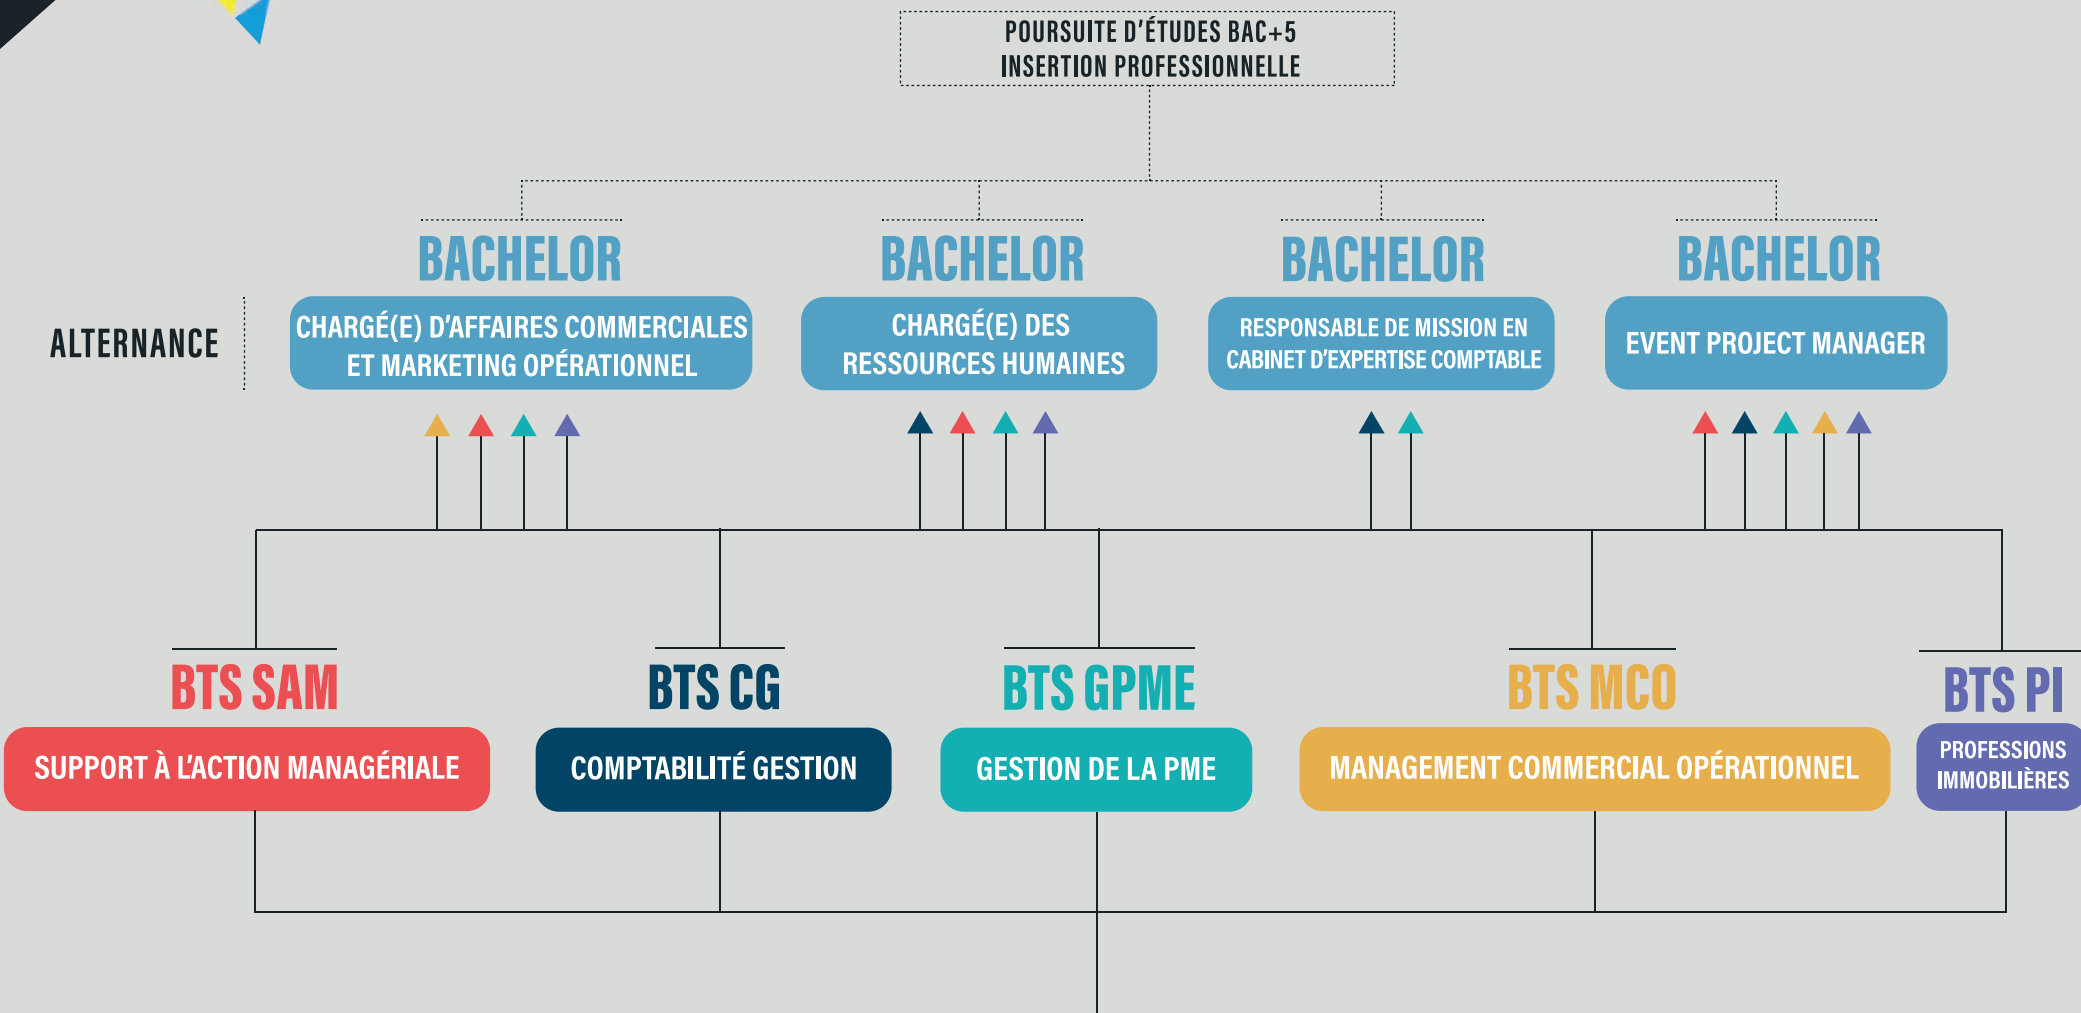 POURSUITE D'ÉTUDES BAC+5
INSERTION PROFESSIONNELLE
BACHELOR
BACHELOR
BACHELOR
BACHELOR
ALTERNANCE
CHARGÉ(E) D'AFFAIRES COMMERCIALES
ET MARKETING OPÉRATIONNEL
CHARGÉ(E) DES
RESSOURCES HUMAINES
RESPONSABLE DE MISSION EN
CABINET D'EXPERTISE COMPTABLE
EVENT PROJECT MANAGER
BTS SAM
BTS CG
BTS GPME
BTS MCO
BTS PI
SUPPORT À L'ACTION MANAGÉRIALE
COMPTABILITÉ GESTION
GESTION DE LA PME
MANAGEMENT COMMERCIAL OPÉRATIONNEL
PROFESSIONS
IMMOBILIÈRES